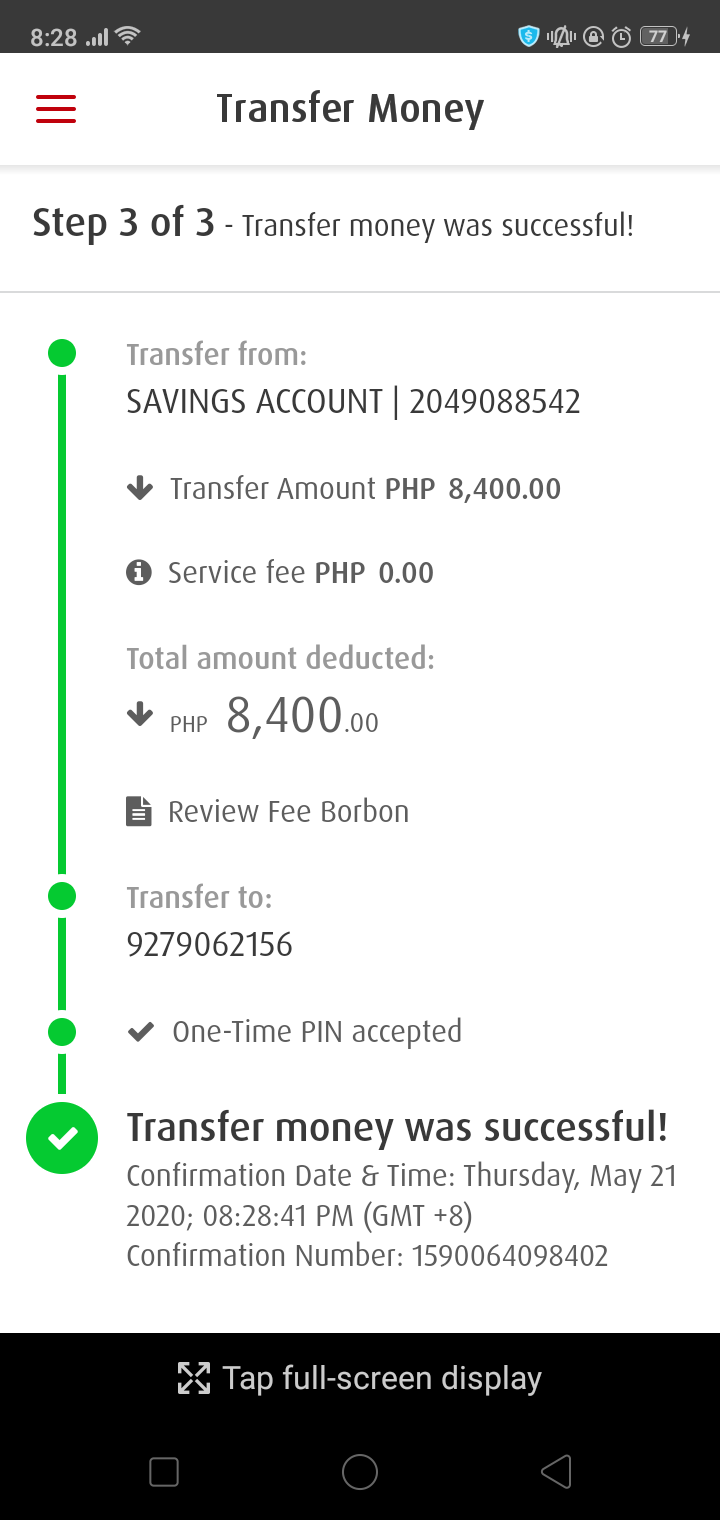 8:28
77
Transfer Money
Step 3 of 3 - Transfer money was successful!
Transfer from:
SAVINGS ACCOUNT | 2049088542
Transfer Amount PHP 8,400.00
Service fee PHP 0.00
Total amount deducted:
PHP 8,400.00
Review Fee Borbon
Transfer to:
9279062156
One-Time PIN accepted
Transfer money was successful!
Confirmation Date & Time: Thursday, May 21
2020; 08:28:41 PM (GMT +8)
Confirmation Number: 1590064098402
Tap full-screen display